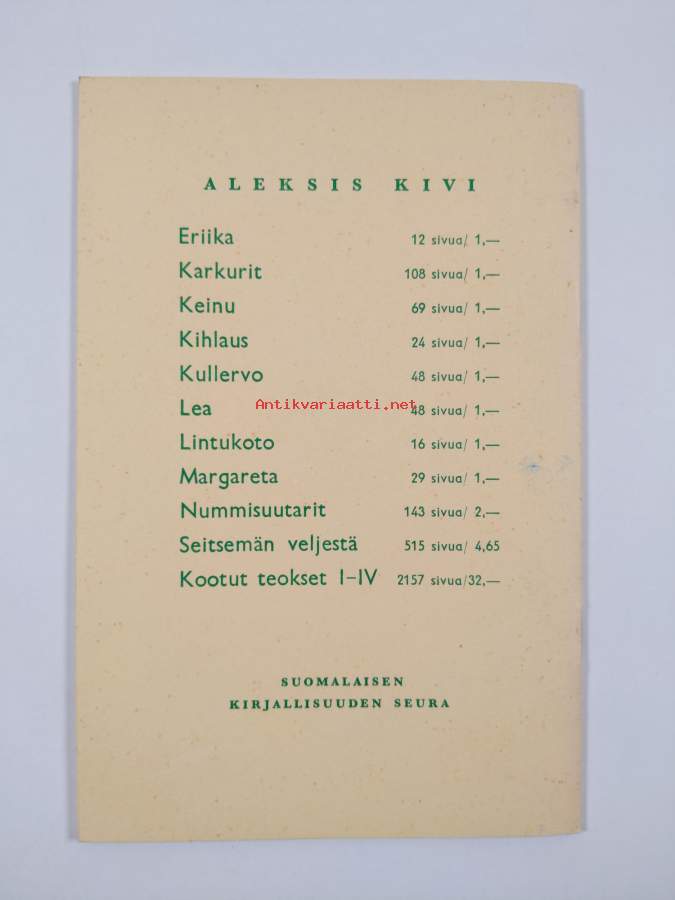 ALEKSIS KIVI
Eriika 12 sivua/ 1,—
Karkurit 108 sivua/ 1,—
Keinu 69 sivua/ 1,—
Kihlaus 24 sivua/ 1,—
Kullervo 48 sivua/ 1,—
Antikvariaatti.net
Lea 48 sivua/ 1,—
Lintukoto 16 sivua/ 1,—
Margareta 29 sivua/ 1,—
Nummisuutarit 143 sivua/ 2,—
Seitsemän veljestä 515 sivua/ 4,65
Kootut teokset I–IV 2157 sivua/32,—
SUOMALAISEN
KIRJALLISUUDEN SEURA